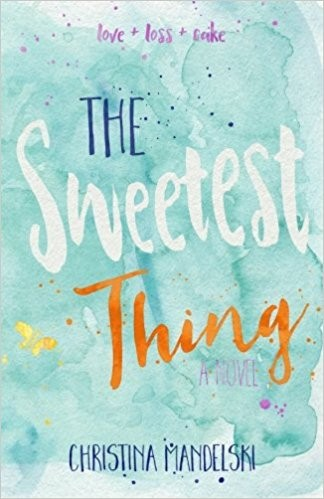 love + loss + cake
THE
Sweetest
Thing
A NOVEL
CHRISTINA MANDELSKI